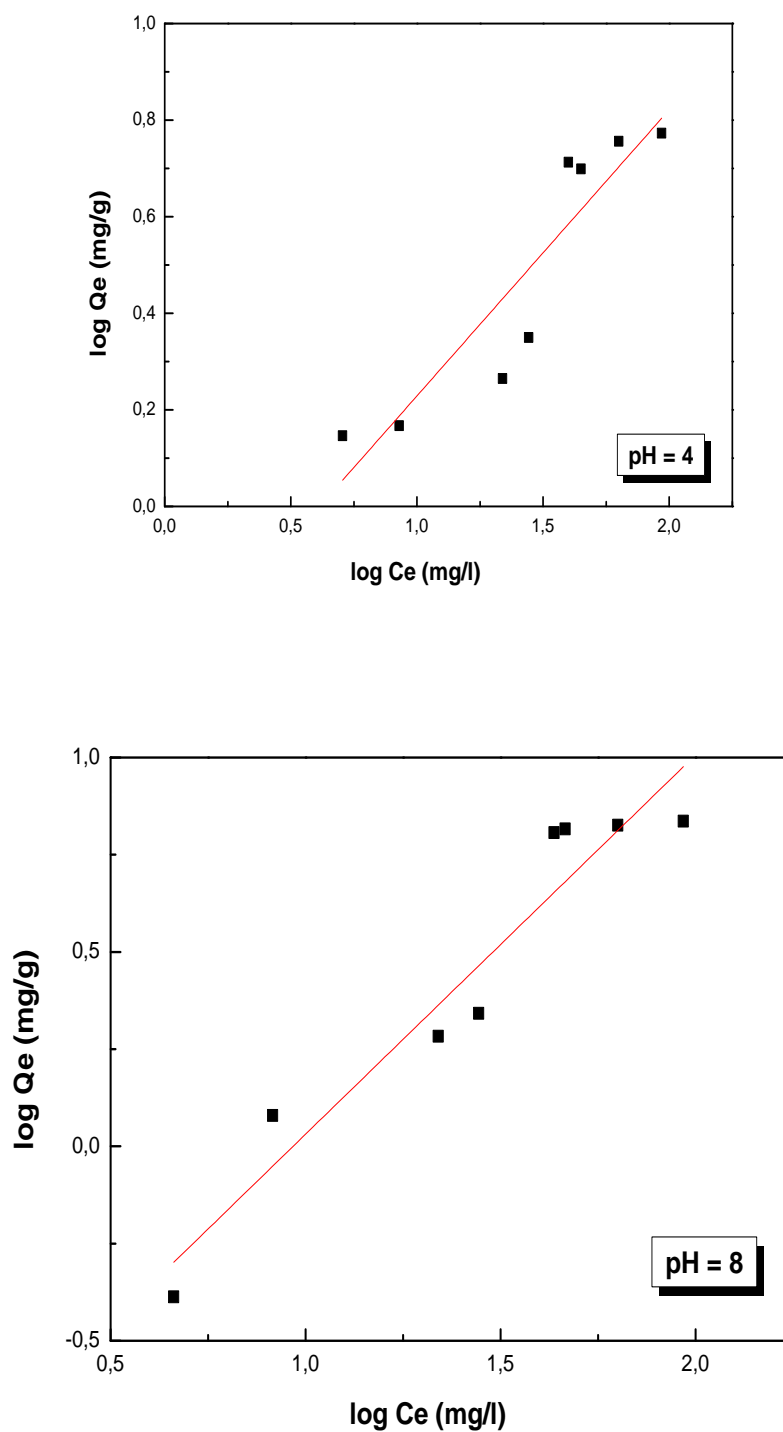 1,0
0,8
0,6
0,4
0,2
0,0
log Qe (mg/g)
0,0 0,5 1,0 1,5 2,0
log Ce (mg/l)
pH = 4
1,0
0,5
0,0
-0,5
log Qe (mg/g)
0,5 1,0 1,5 2,0
log Ce (mg/l)
pH = 8